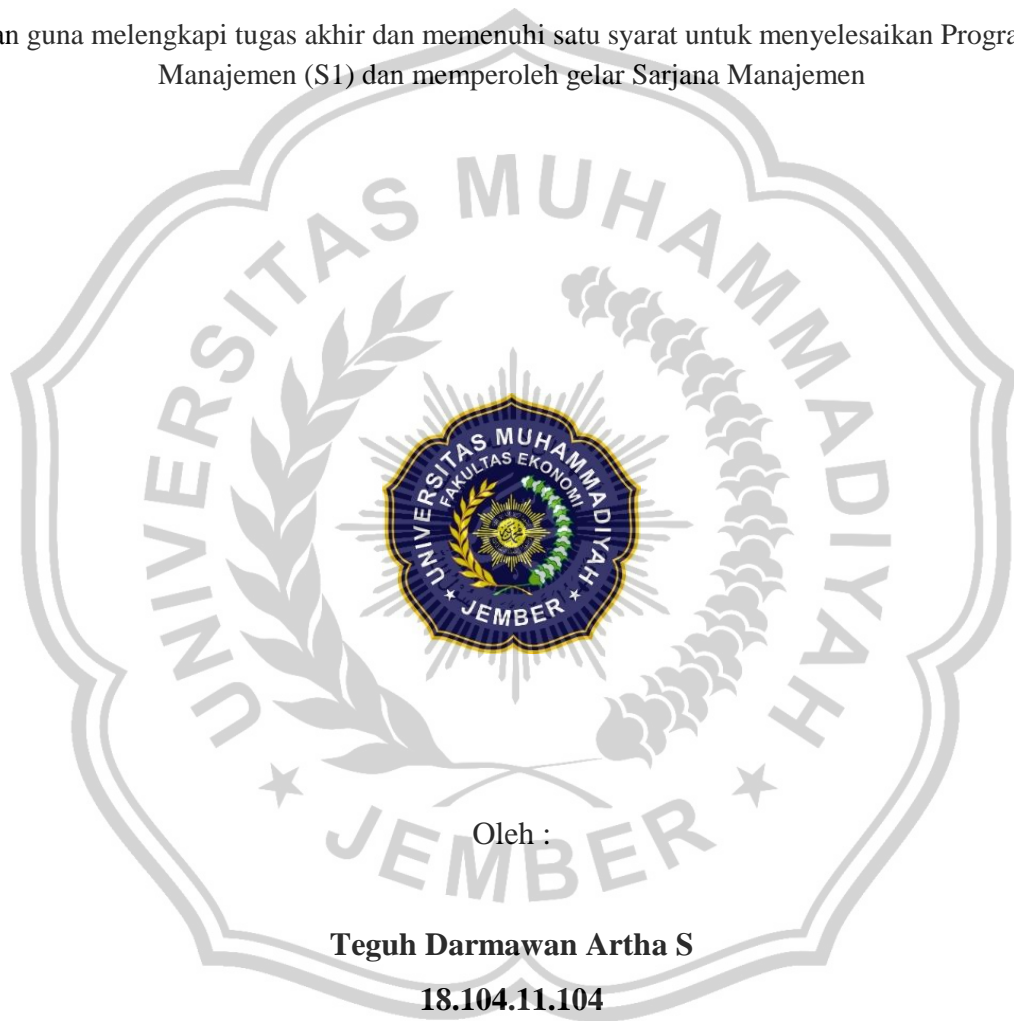 an guna melengkapi tugas akhir dan memenuhi satu syarat untuk menyelesaikan Progra
Manajemen (S1) dan memperoleh gelar Sarjana Manajemen
UNIVERSITAS MUHAMMADIYAH
JEMBER
UNIVERSITAS MUHAMMADIYAH
FAKULTAS EKONOMI
JEMBER
Oleh :
Teguh Darmawan Artha S
18.104.11.104